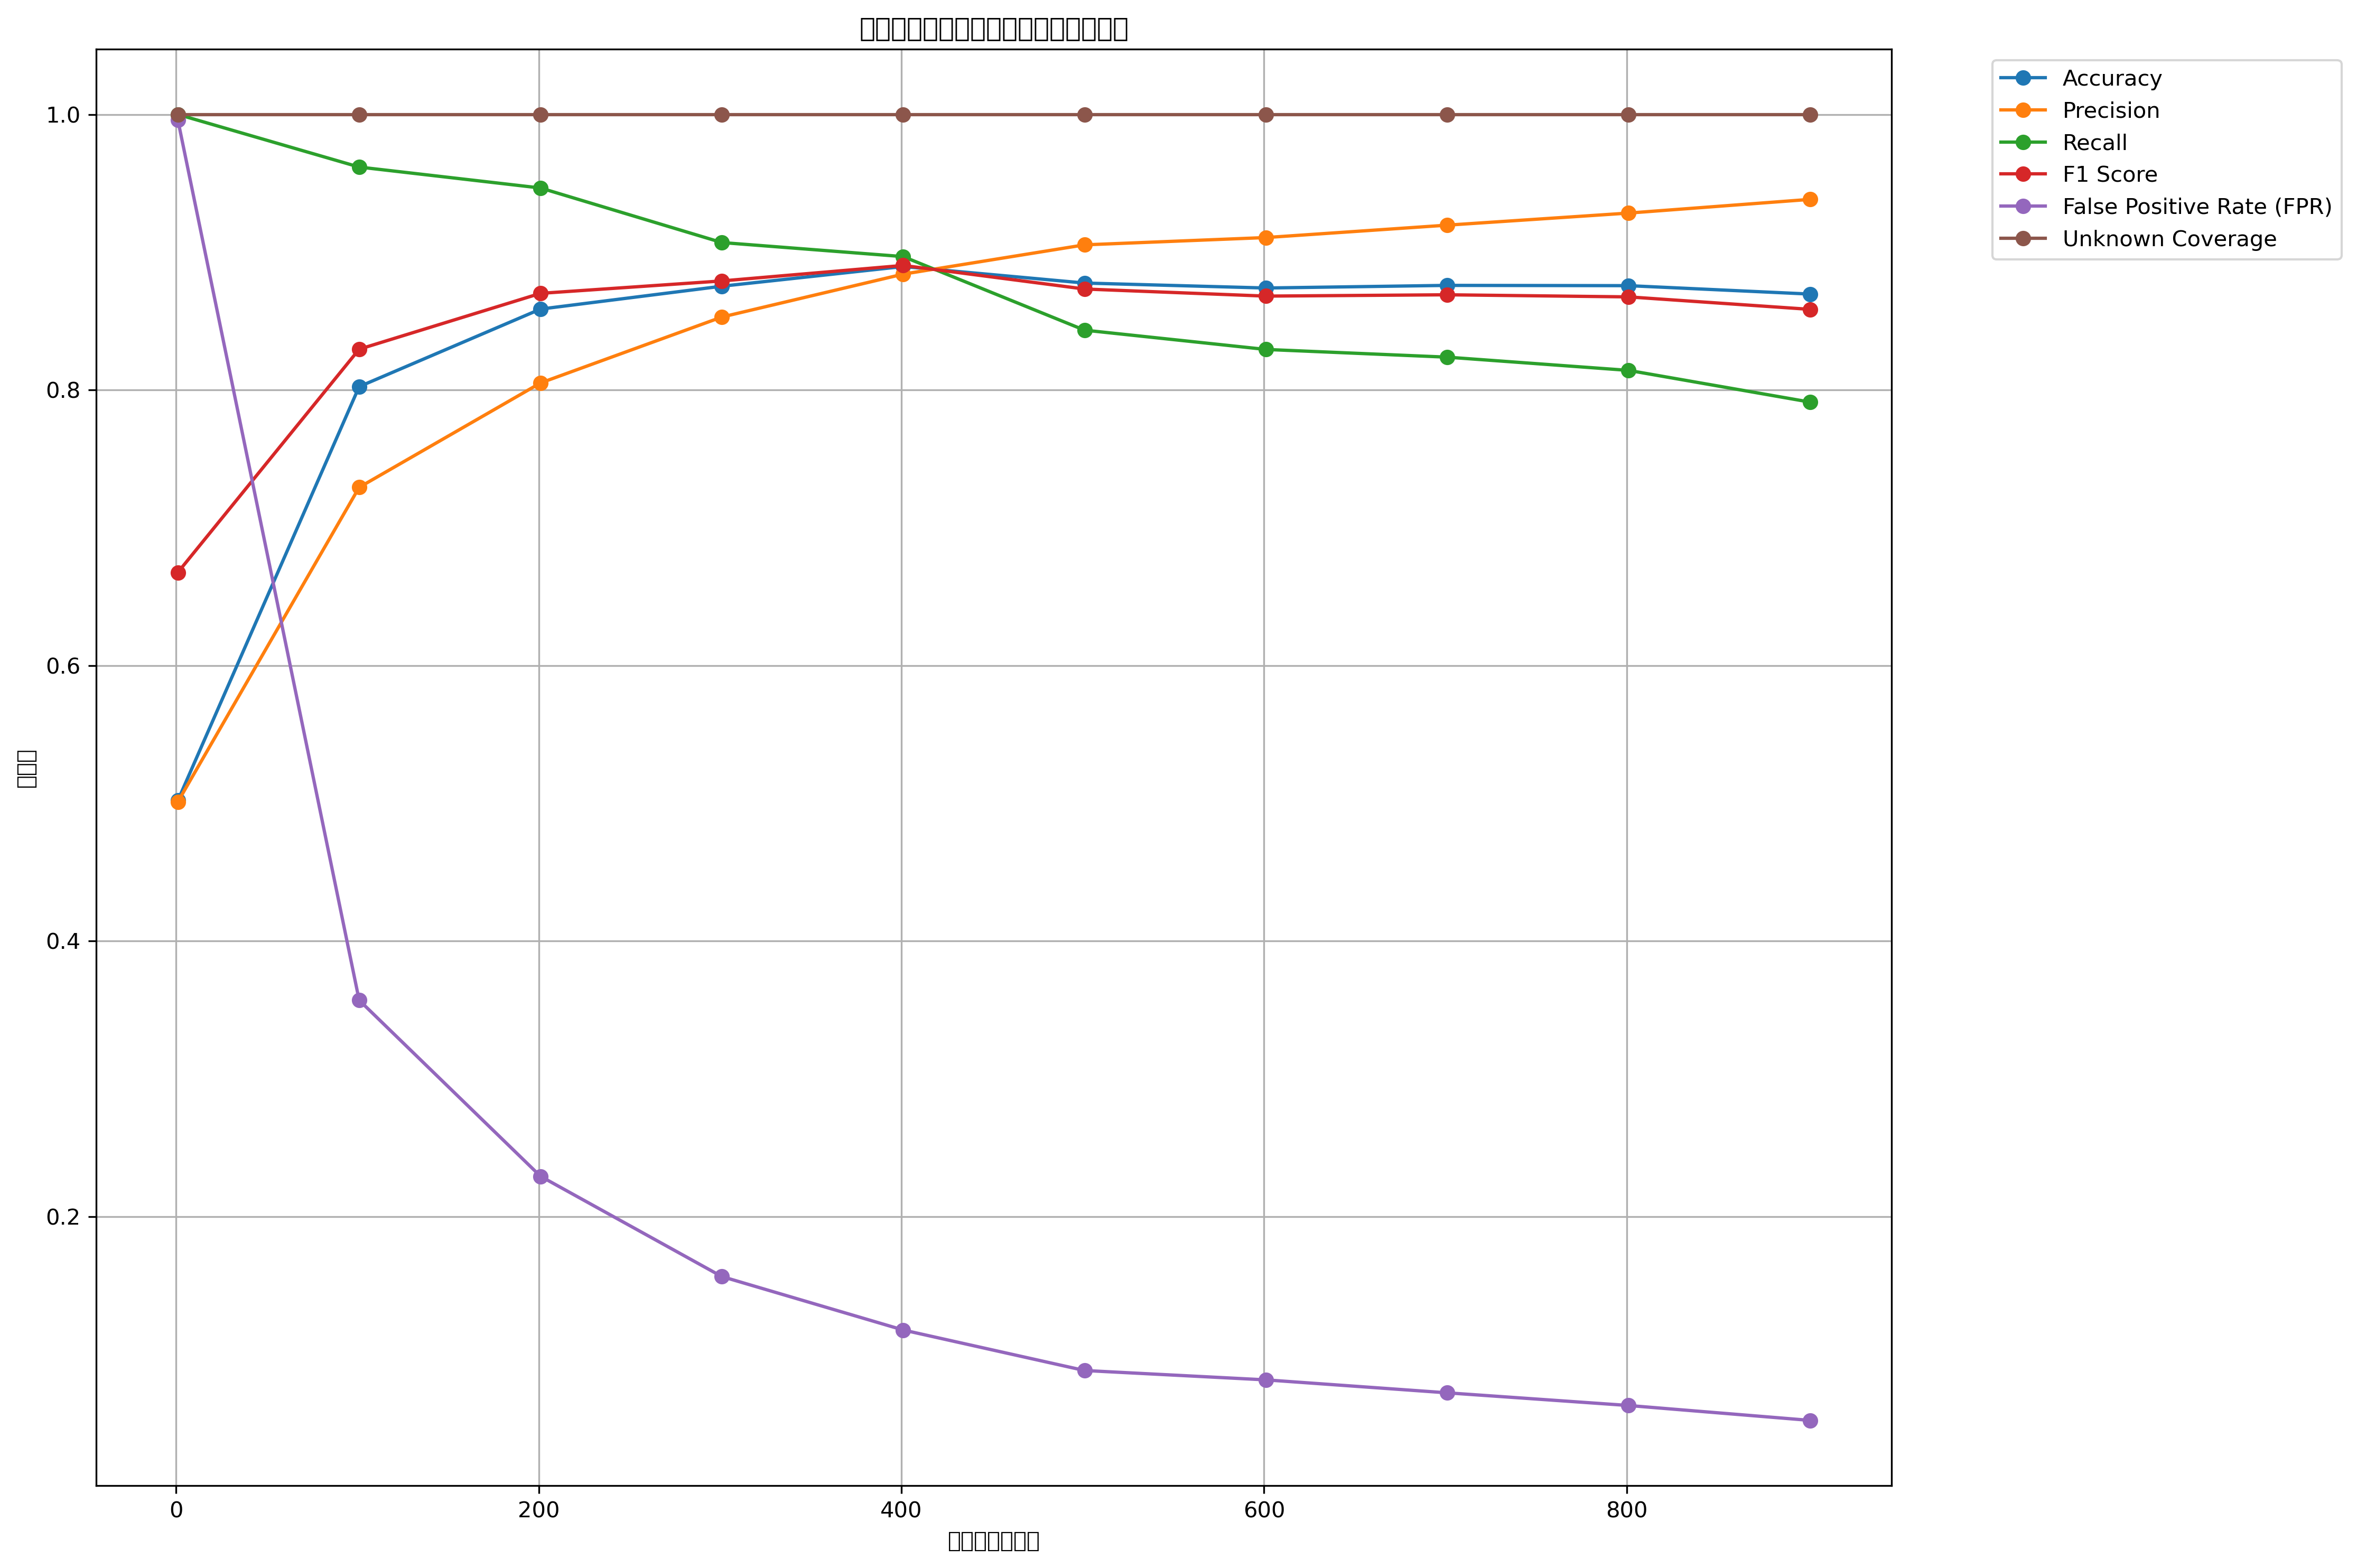 1.0
0.8
0.6
0.4
0.2
0
200
400
600
800
Accuracy
Precision
Recall
F1 Score
False Positive Rate (FPR)
Unknown Coverage